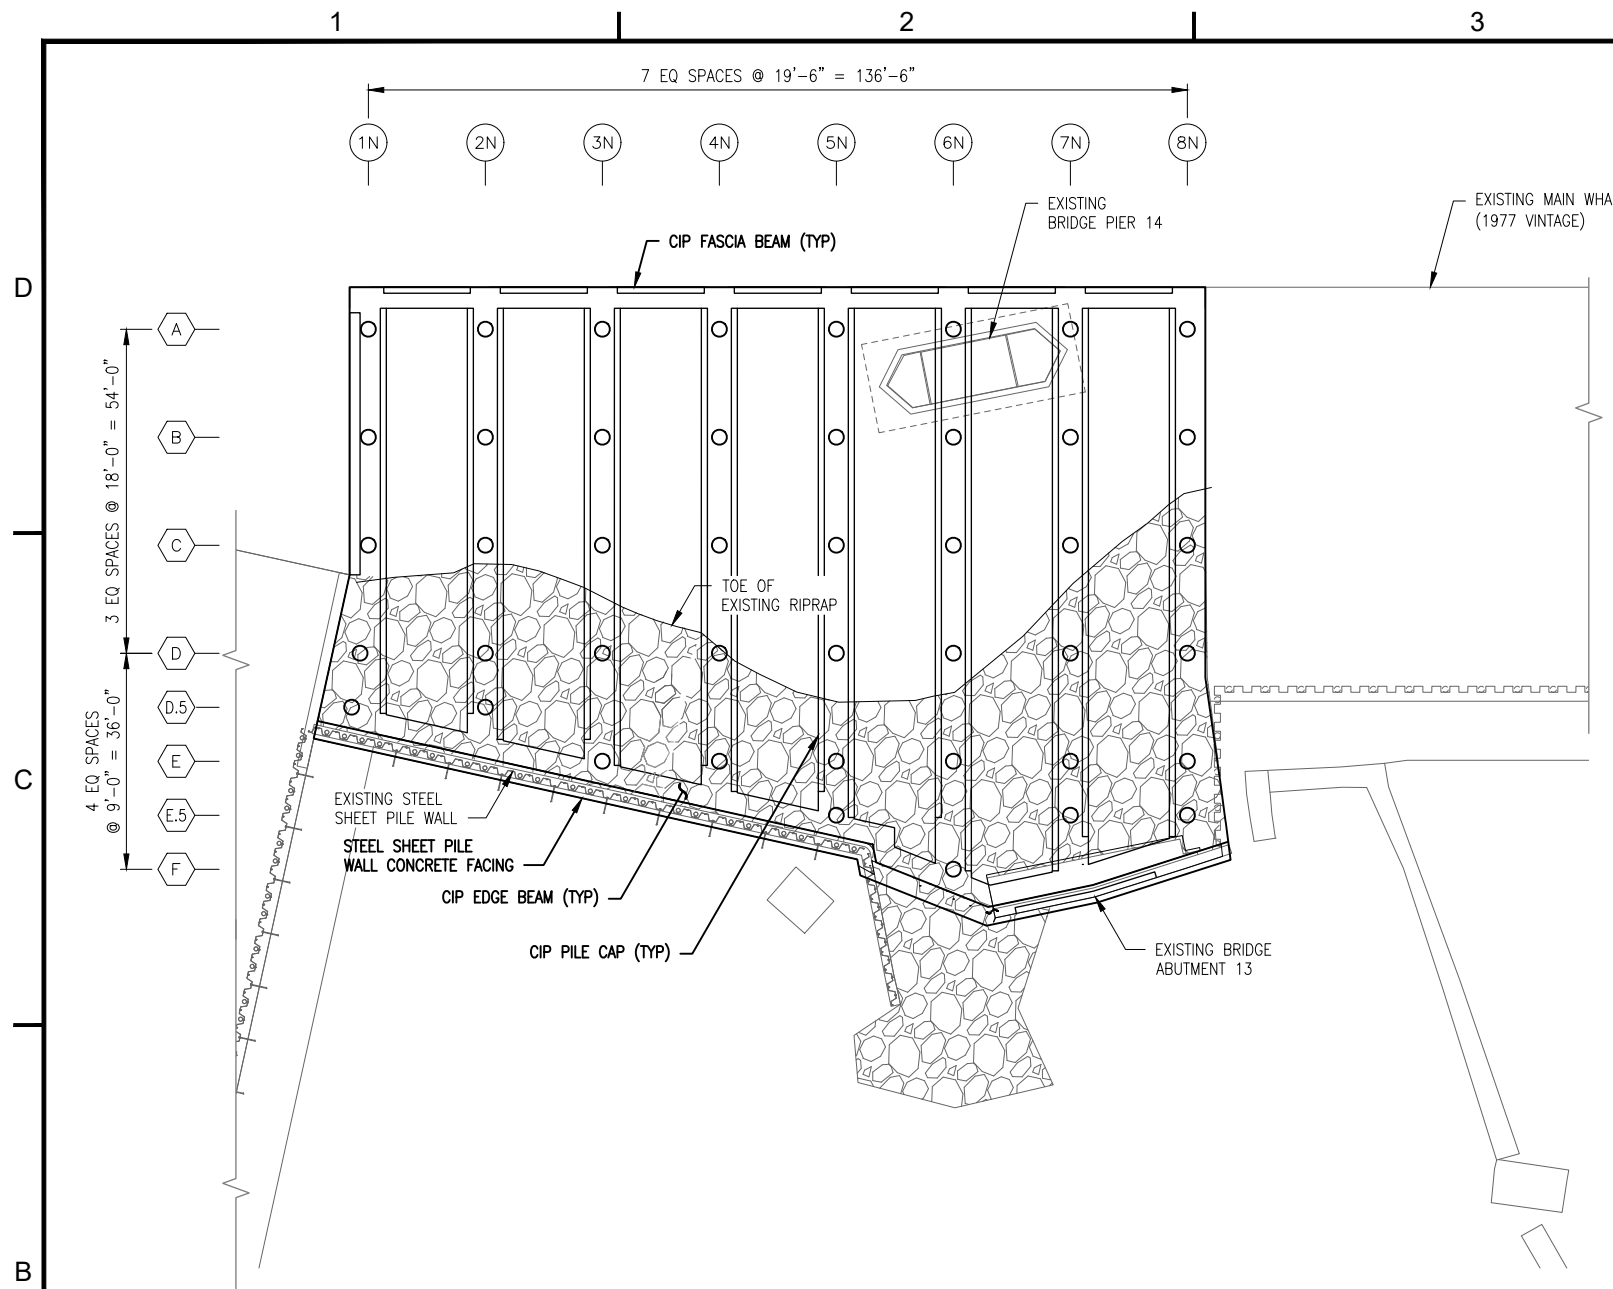 1
2
3
7 EQ SPACES @ 19'-6" = 136'-6"
1N
2N
3N
4N
5N
6N
7N
8N
EXISTING
BRIDGE PIER 14
EXISTING MAIN WHA
(1977 VINTAGE)
CIP FASCIA BEAM (TYP)
D
A
B
C
D
D.5
E
E.5
F
3 EQ SPACES @ 18'-0" = 54'-0"
4 EQ SPACES
@ 9'-0" = 36'-0"
TOE OF
EXISTING RIPRAP
C
EXISTING STEEL
SHEET PILE WALL
STEEL SHEET PILE
WALL CONCRETE FACING
CIP EDGE BEAM (TYP)
CIP PILE CAP (TYP)
EXISTING BRIDGE
ABUTMENT 13
B